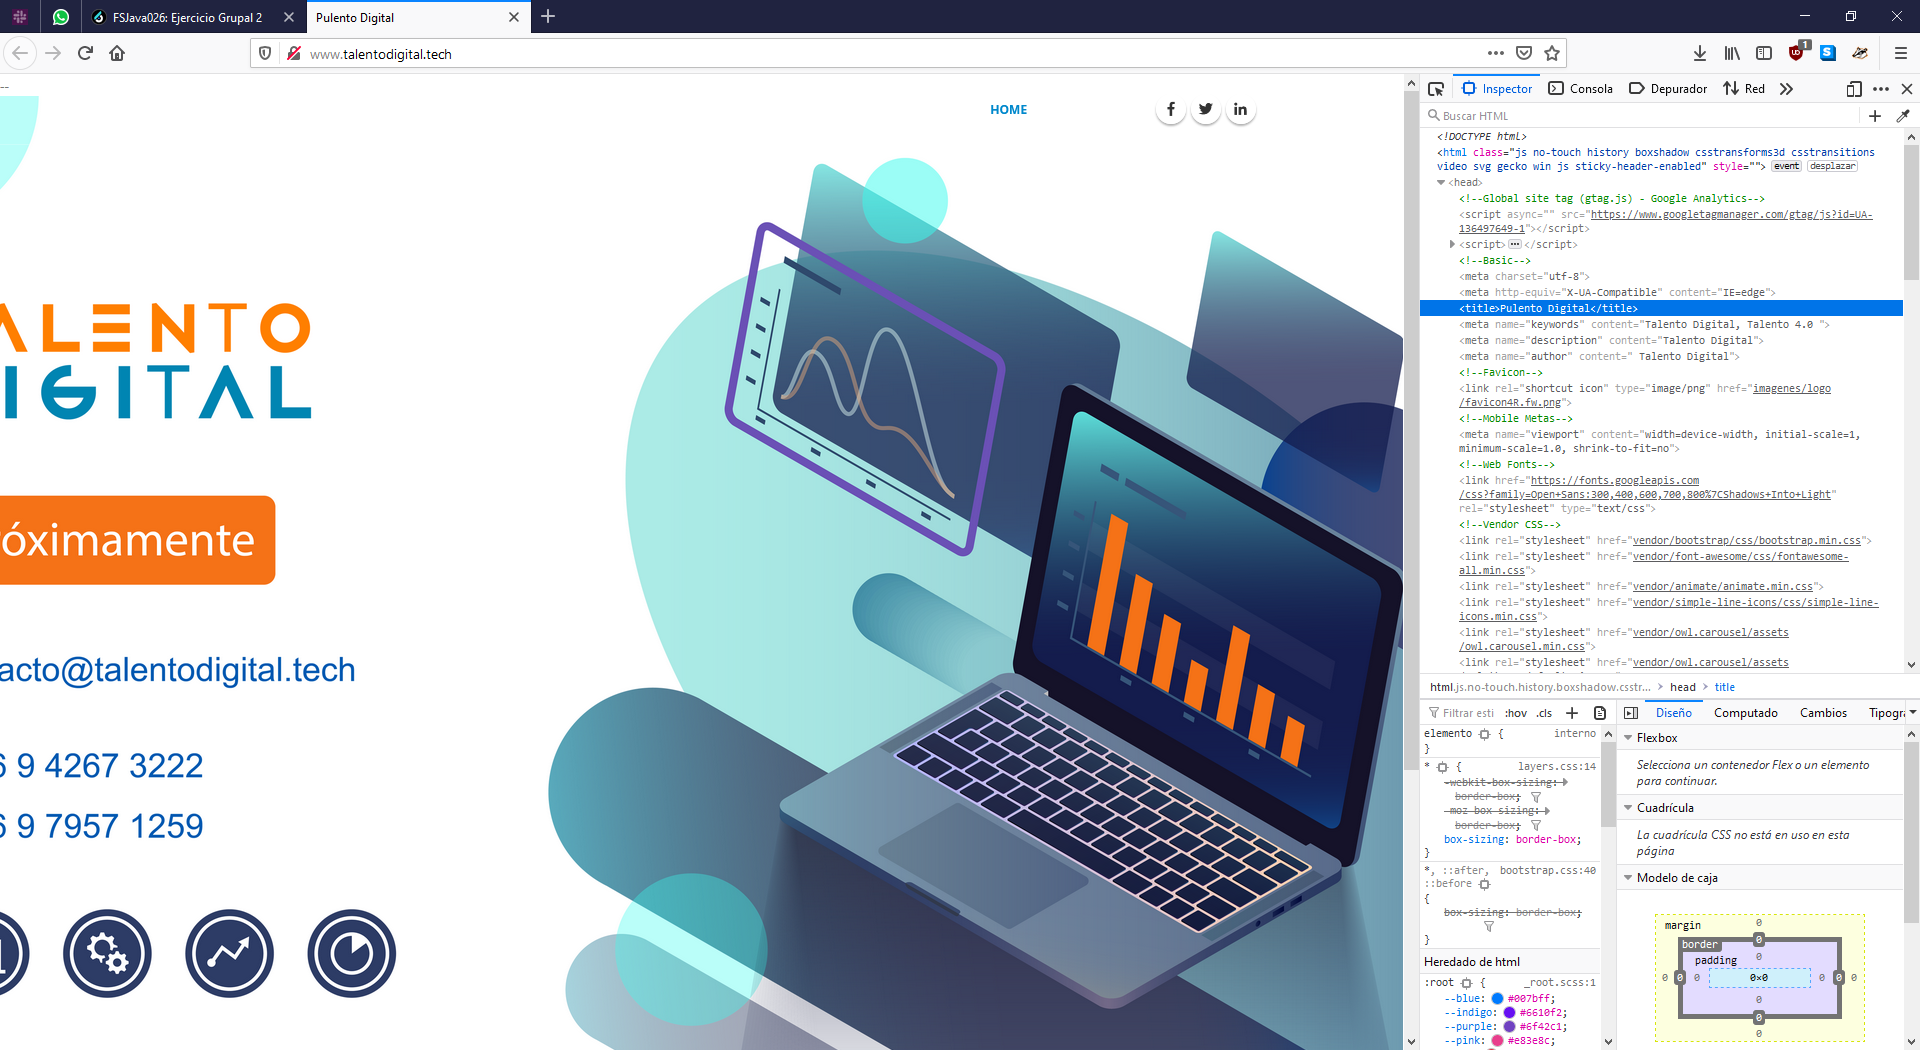 FSJava026: Ejercicio Grupal 2
Pulento Digital
www.talentodigital.tech
1
HOME
ALENTO
DIGITAL
róximamente
acto@talentodigital.tech
6 9 4267 3222
6 9 7957 1259
Inspector
Consola
Depurador
Red
Buscar HTML
<!DOCTYPE html>
<html class="js no-touch history boxshadow csstransforms3d csstransitions
video svg gecko win js sticky-header-enabled" style=""> event desplazar
<head>
<!--Global site tag (gtag.js) - Google Analytics-->
<script async="" src="https://www.googletagmanager.com/gtag/js?id=UA-
136497649-1"></script>
<script>⋯</script>
<!--Basic-->
<meta charset="utf-8">
<meta http-equiv="X-UA-Compatible" content="IE=edge">
<title>Pulento Digital</title>
<meta name="keywords" content="Talento Digital, Talento 4.0 ">
<meta name="description" content="Talento Digital">
<meta name="author" content=" Talento Digital">
<!--Favicon-->
<link rel="shortcut icon" type="image/png" href="imagenes/logo
/favicon4R.fw.png">
<!--Mobile Metas-->
<meta name="viewport" content="width=device-width, initial-scale=1,
minimum-scale=1.0, shrink-to-fit=no">
<!--Web Fonts-->
<link href="https://fonts.googleapis.com
/css?family=Open+Sans:300,400,600,700,800%7CShadows+Into+Light"
rel="stylesheet" type="text/css">
<!--Vendor CSS-->
<link rel="stylesheet" href="vendor/bootstrap/css/bootstrap.min.css">
<link rel="stylesheet" href="vendor/font-awesome/css/fontawesome-
all.min.css">
<link rel="stylesheet" href="vendor/animate/animate.min.css">
<link rel="stylesheet" href="vendor/simple-line-icons/css/simple-line-
icons.min.css">
<link rel="stylesheet" href="vendor/owl.carousel/assets
/owl.carousel.min.css">
<link rel="stylesheet" href="vendor/owl.carousel/assets
html.js.no-touch.history.boxshadow.csstr... > head > title
Filtrar esti :hov .cls +
elemento { interno
}
* { layers.css:14
-webkit-box-sizing:
border-box;
-moz-box-sizing:
border-box;
box-sizing: border-box;
}
*, ::after, bootstrap.css:40
::before
{
box-sizing: border-box;
}
Heredado de html
:root { _root.scss:1
--blue: #007bff;
--indigo: #6610f2;
--purple: #6f42c1;
--pink: #e83e8c;
Diseño Computado Cambios Tipogra
Flexbox
Selecciona un contenedor Flex o un elemento
para continuar.
Cuadrícula
La cuadrícula CSS no está en uso en esta
página
Modelo de caja
margin 0
border 0
padding 0
0 0 0 0×0 0 0 0
0
0
0